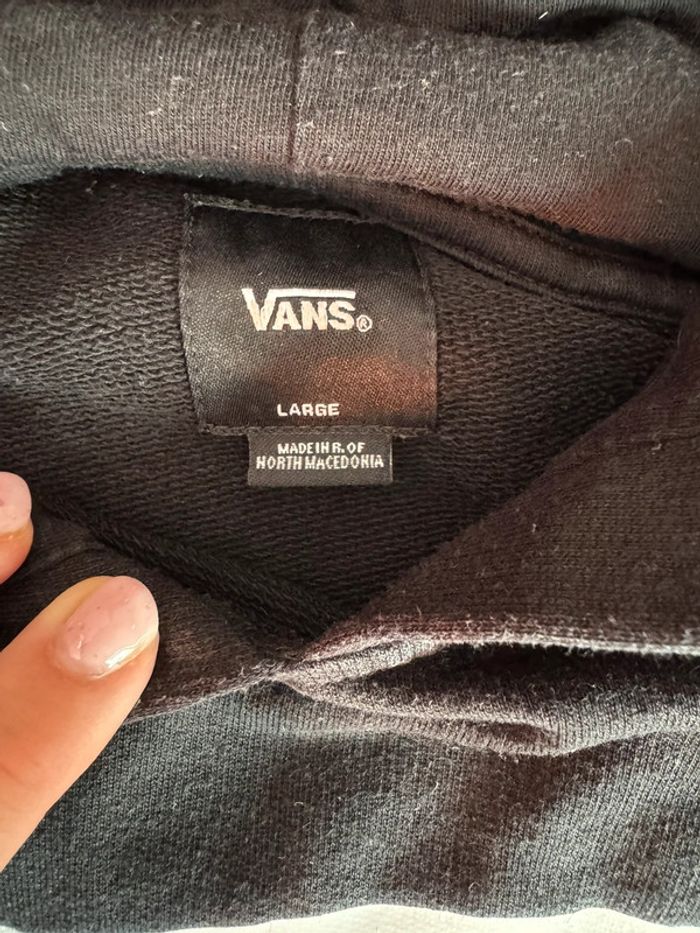 VANS®
LARGE
MADE IN R. OF
NORTH MACEDONIA